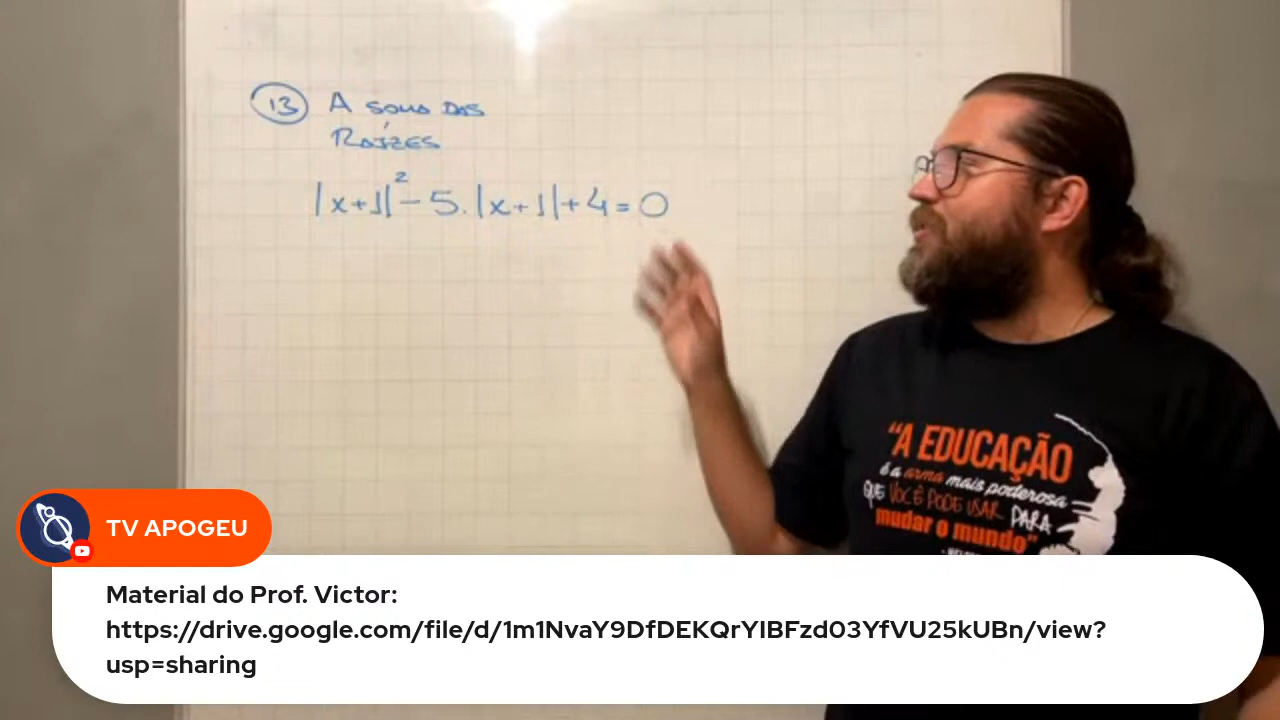 13 A SOMA DAS
RAÍZES
|x+1|² - 5.|x+1| + 4 = 0
"A EDUCAÇÃO
é a arma mais poderosa
QUE VOCÊ PODE USAR PARA
mudar o mundo"
TV APOGEU
Material do Prof. Victor:
https://drive.google.com/file/d/1m1NvaY9DfDEKQrYIBFzd03YfVU25kUBn/view?
usp=sharing